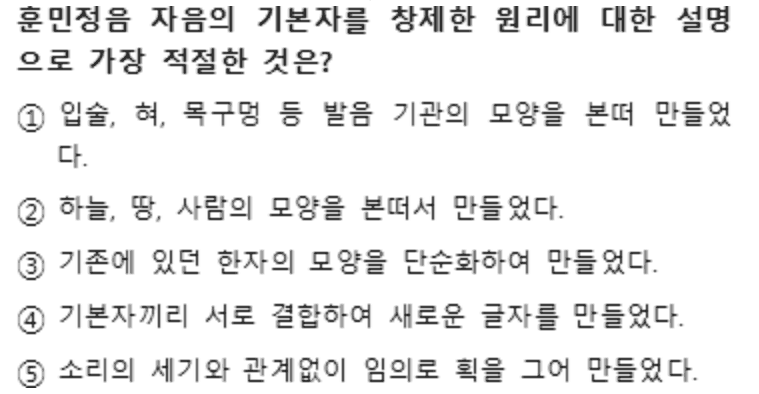 훈민정음 자음의 기본자를 창제한 원리에 대한 설명
으로 가장 적절한 것은?
① 입술, 혀, 목구멍 등 발음 기관의 모양을 본떠 만들었
다.
② 하늘, 땅, 사람의 모양을 본떠서 만들었다.
③ 기존에 있던 한자의 모양을 단순화하여 만들었다.
④ 기본자끼리 서로 결합하여 새로운 글자를 만들었다.
⑤ 소리의 세기와 관계없이 임의로 획을 그어 만들었다.